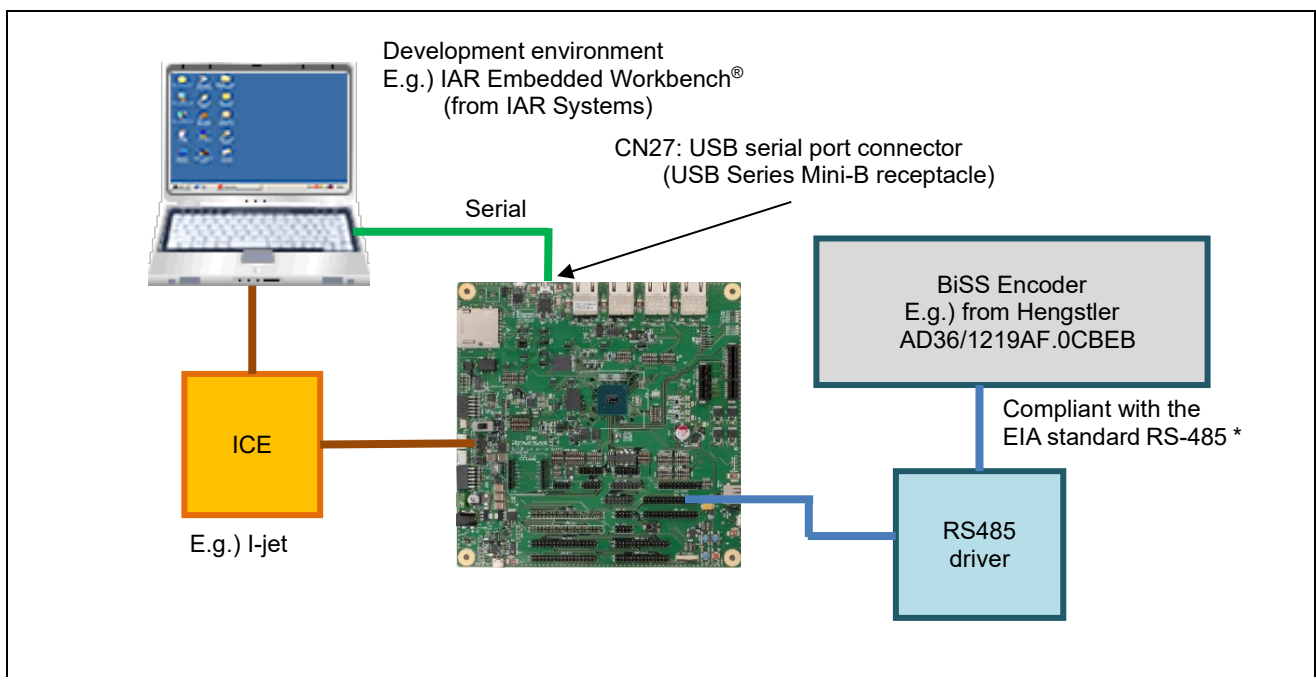 Development environment
E.g.) IAR Embedded Workbench®
(from IAR Systems)
CN27: USB serial port connector
(USB Series Mini-B receptacle)
Serial
BiSS Encoder
E.g.) from Hengstler
AD36/1219AF.0CBEB
Compliant with the
EIA standard RS-485 *
ICE
RENESAS
RS485
driver
E.g.) I-jet